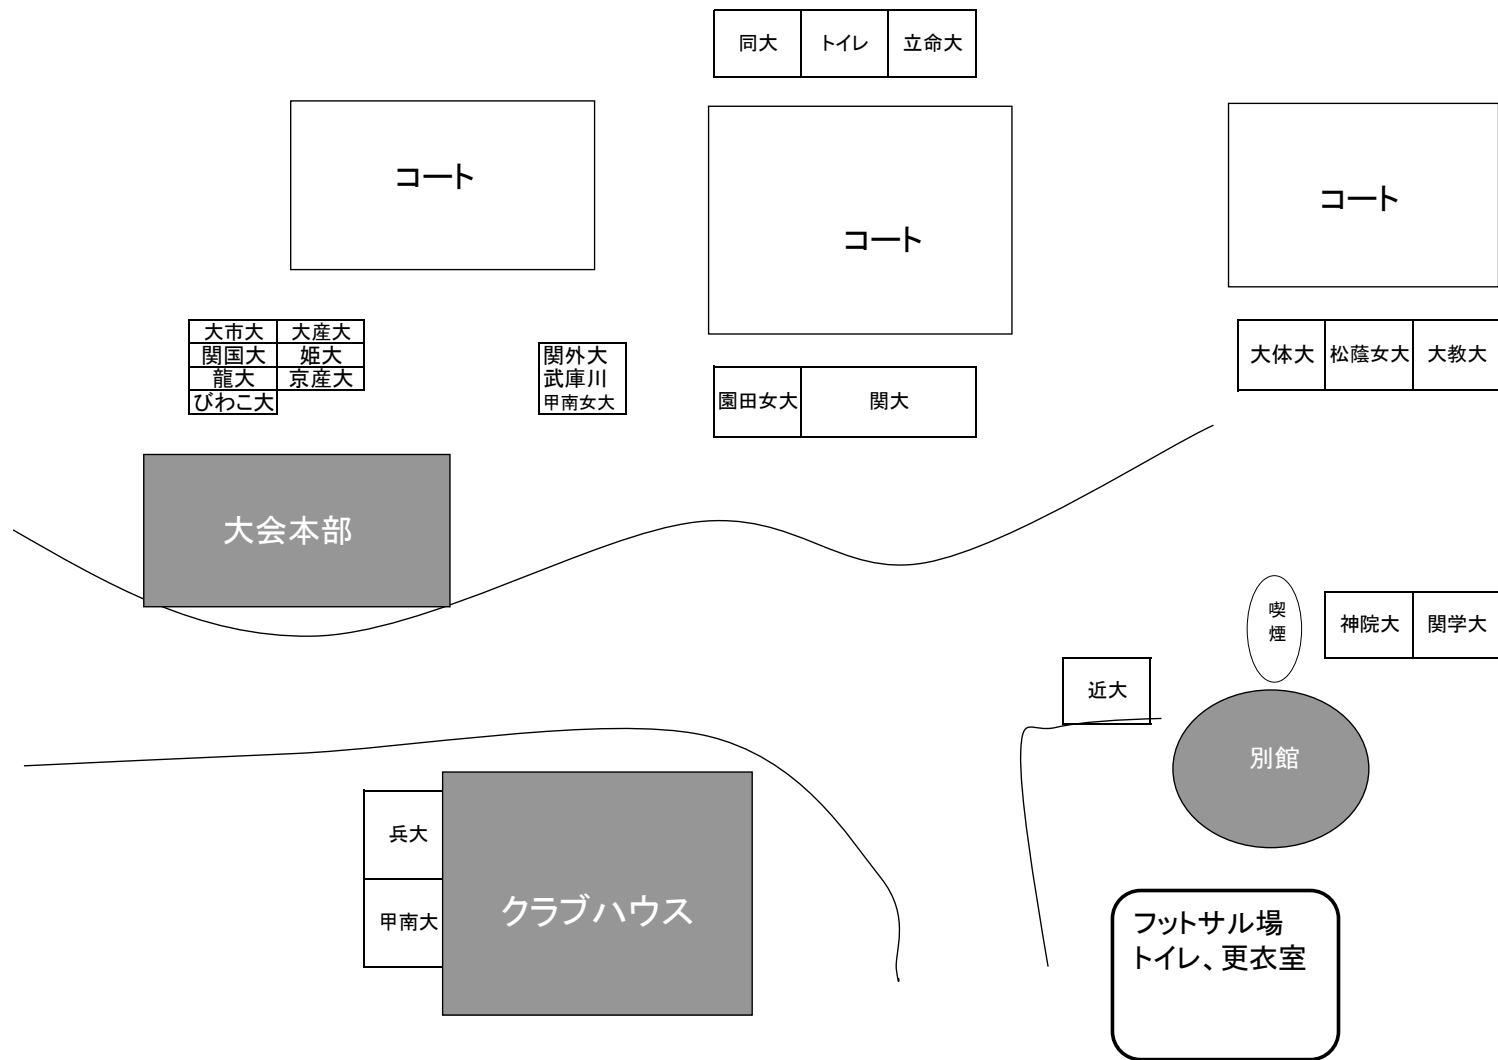 同大 トイレ 立命大
コート
コート
コート
大市大 大産大
関国大 姫大
龍大 京産大
びわこ大
関外大
武庫川
甲南女大
園田女大 関大
大体大 松蔭女大 大教大
大会本部
喫
煙
神院大 関学大
近大
別館
兵大
甲南大
クラブハウス
フットサル場
トイレ、更衣室